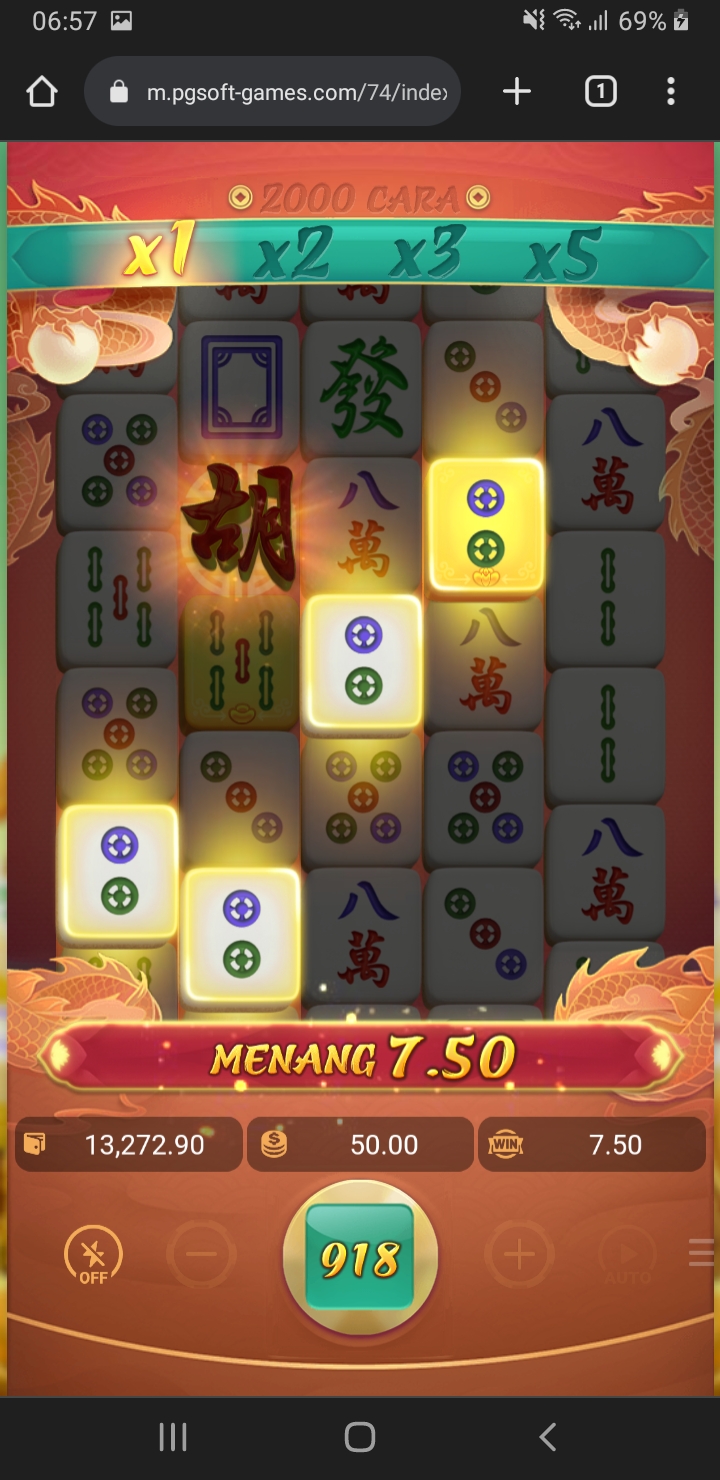 06:57
69%
m.pgsoft-games.com/74/index
1
2000 CARA
x1 x2 x3 x5
發
八
萬
胡
八
萬
八
萬
八
萬
八
萬
MENANG 7.50
13,272.90
50.00
WIN
7.50
OFF
918
AUTO